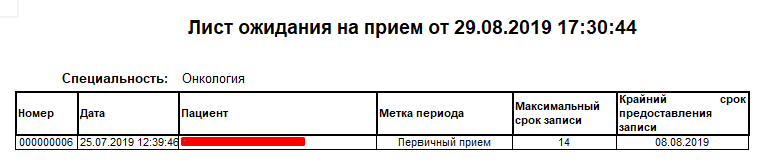 Лист ожидания на прием от 29.08.2019 17:30:44
Специальность: Онкология
Номер Дата Пациент Метка периода Максимальный срок записи Крайний срок предоставления записи
000000006 25.07.2019 12:39:46 Первичный прием 14 08.08.2019